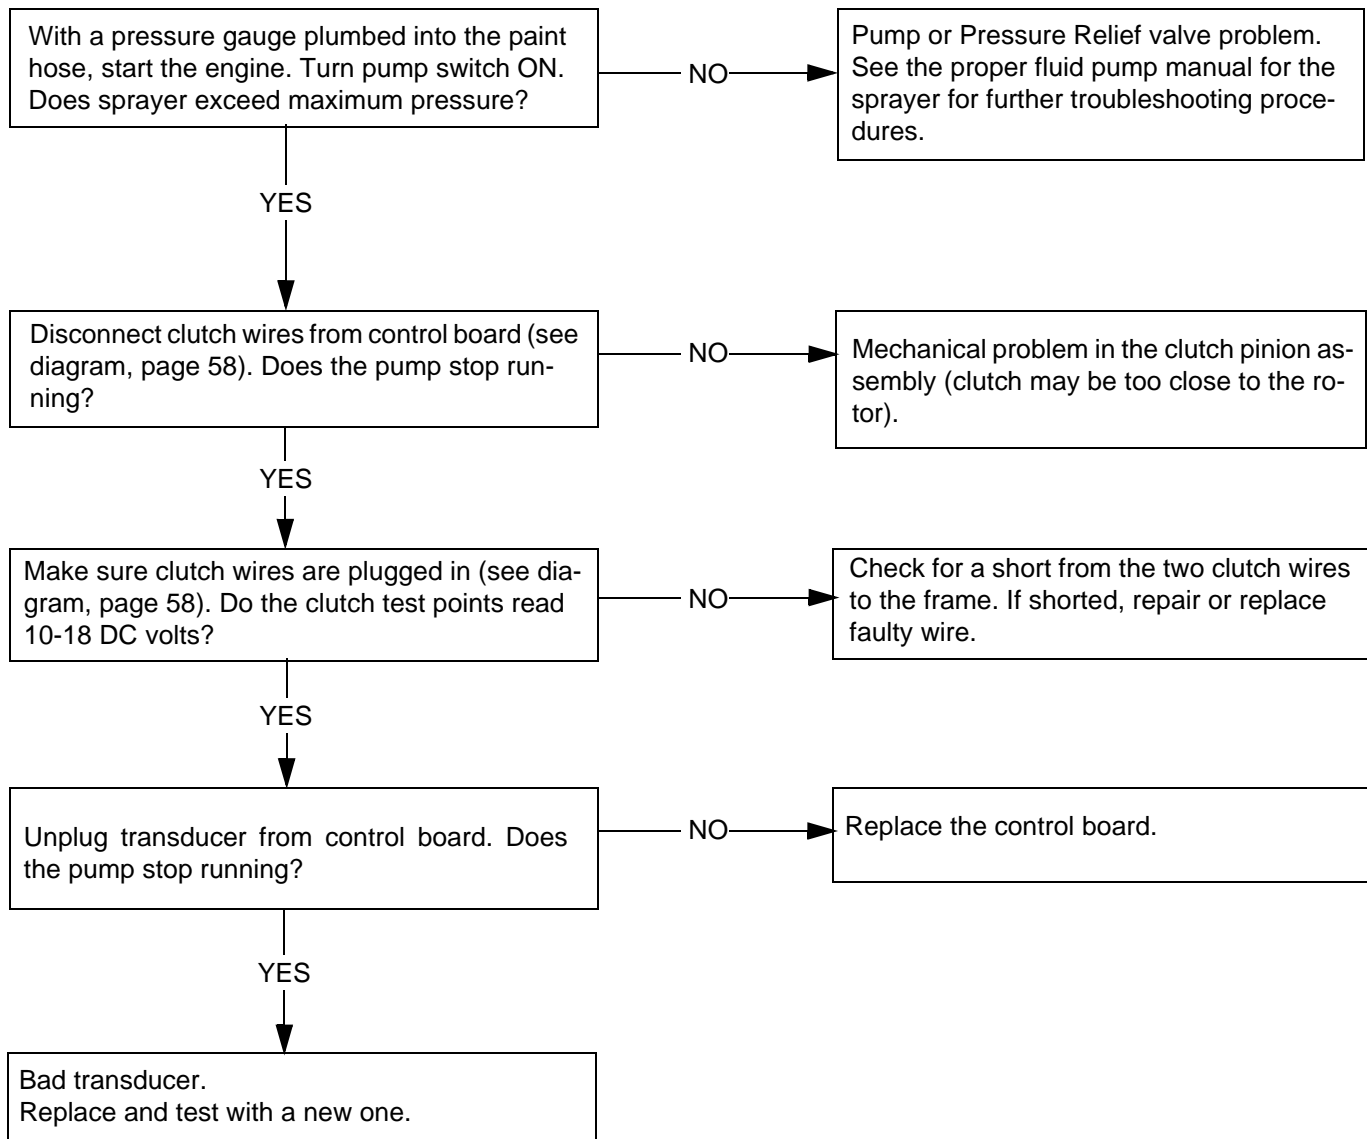 With a pressure gauge plumbed into the paint
hose, start the engine. Turn pump switch ON.
Does sprayer exceed maximum pressure?
NO
Pump or Pressure Relief valve problem.
See the proper fluid pump manual for the
sprayer for further troubleshooting proce-
dures.
YES
Disconnect clutch wires from control board (see
diagram, page 58). Does the pump stop run-
ning?
NO
Mechanical problem in the clutch pinion as-
sembly (clutch may be too close to the ro-
tor).
YES
Make sure clutch wires are plugged in (see dia-
gram, page 58). Do the clutch test points read
10-18 DC volts?
NO
Check for a short from the two clutch wires
to the frame. If shorted, repair or replace
faulty wire.
YES
Unplug transducer from control board. Does
the pump stop running?
NO
Replace the control board.
YES
Bad transducer.
Replace and test with a new one.